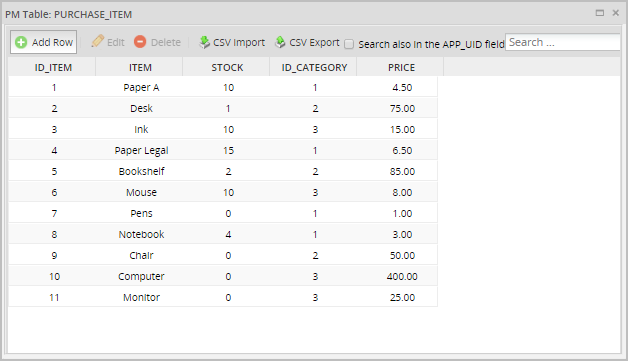 PM Table: PURCHASE_ITEM
Add Row Edit Delete CSV Import CSV Export Search also in the APP_UID field Search ...
ID_ITEM ITEM STOCK ID_CATEGORY PRICE
1 Paper A 10 1 4.50
2 Desk 1 2 75.00
3 Ink 10 3 15.00
4 Paper Legal 15 1 6.50
5 Bookshelf 2 2 85.00
6 Mouse 10 3 8.00
7 Pens 0 1 1.00
8 Notebook 4 1 3.00
9 Chair 0 2 50.00
10 Computer 0 3 400.00
11 Monitor 0 3 25.00